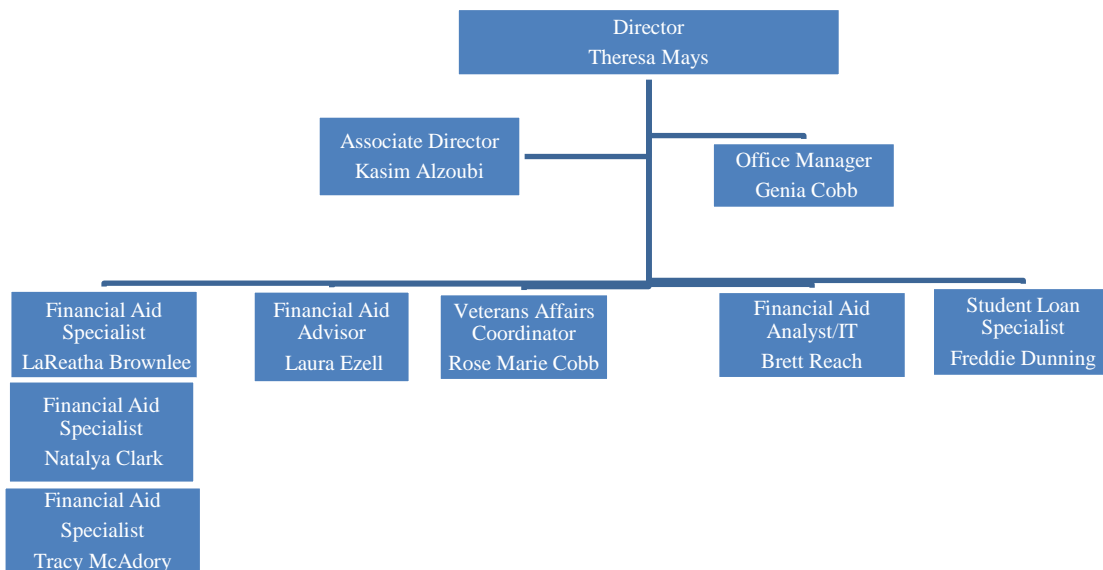 Director
Theresa Mays
Associate Director
Kasim Alzoubi
Office Manager
Genia Cobb
Financial Aid
Specialist
LaReatha Brownlee
Financial Aid
Advisor
Laura Ezell
Veterans Affairs
Coordinator
Rose Marie Cobb
Financial Aid
Analyst/IT
Brett Reach
Student Loan
Specialist
Freddie Dunning
Financial Aid
Specialist
Natalya Clark
Financial Aid
Specialist
Tracy McAdory